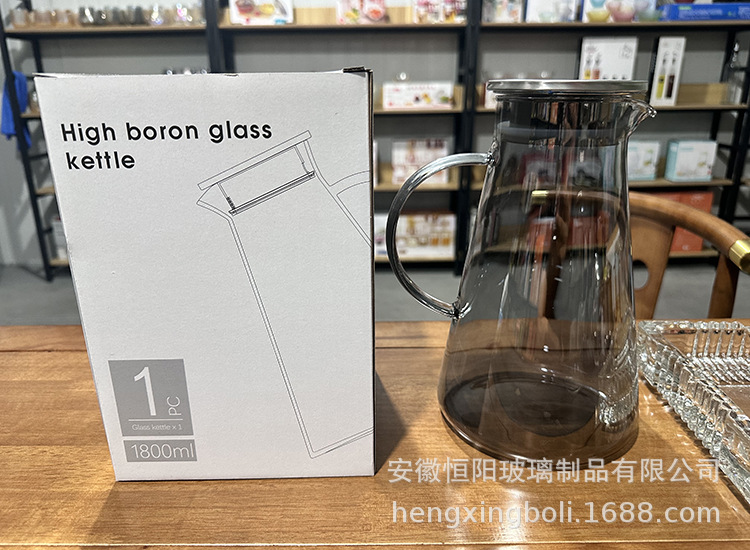 High boron glass
kettle
1
PC
Glass kettle x 1
1800ml
安徽恒阳玻璃制品有限公司
hengxingboli.1688.com